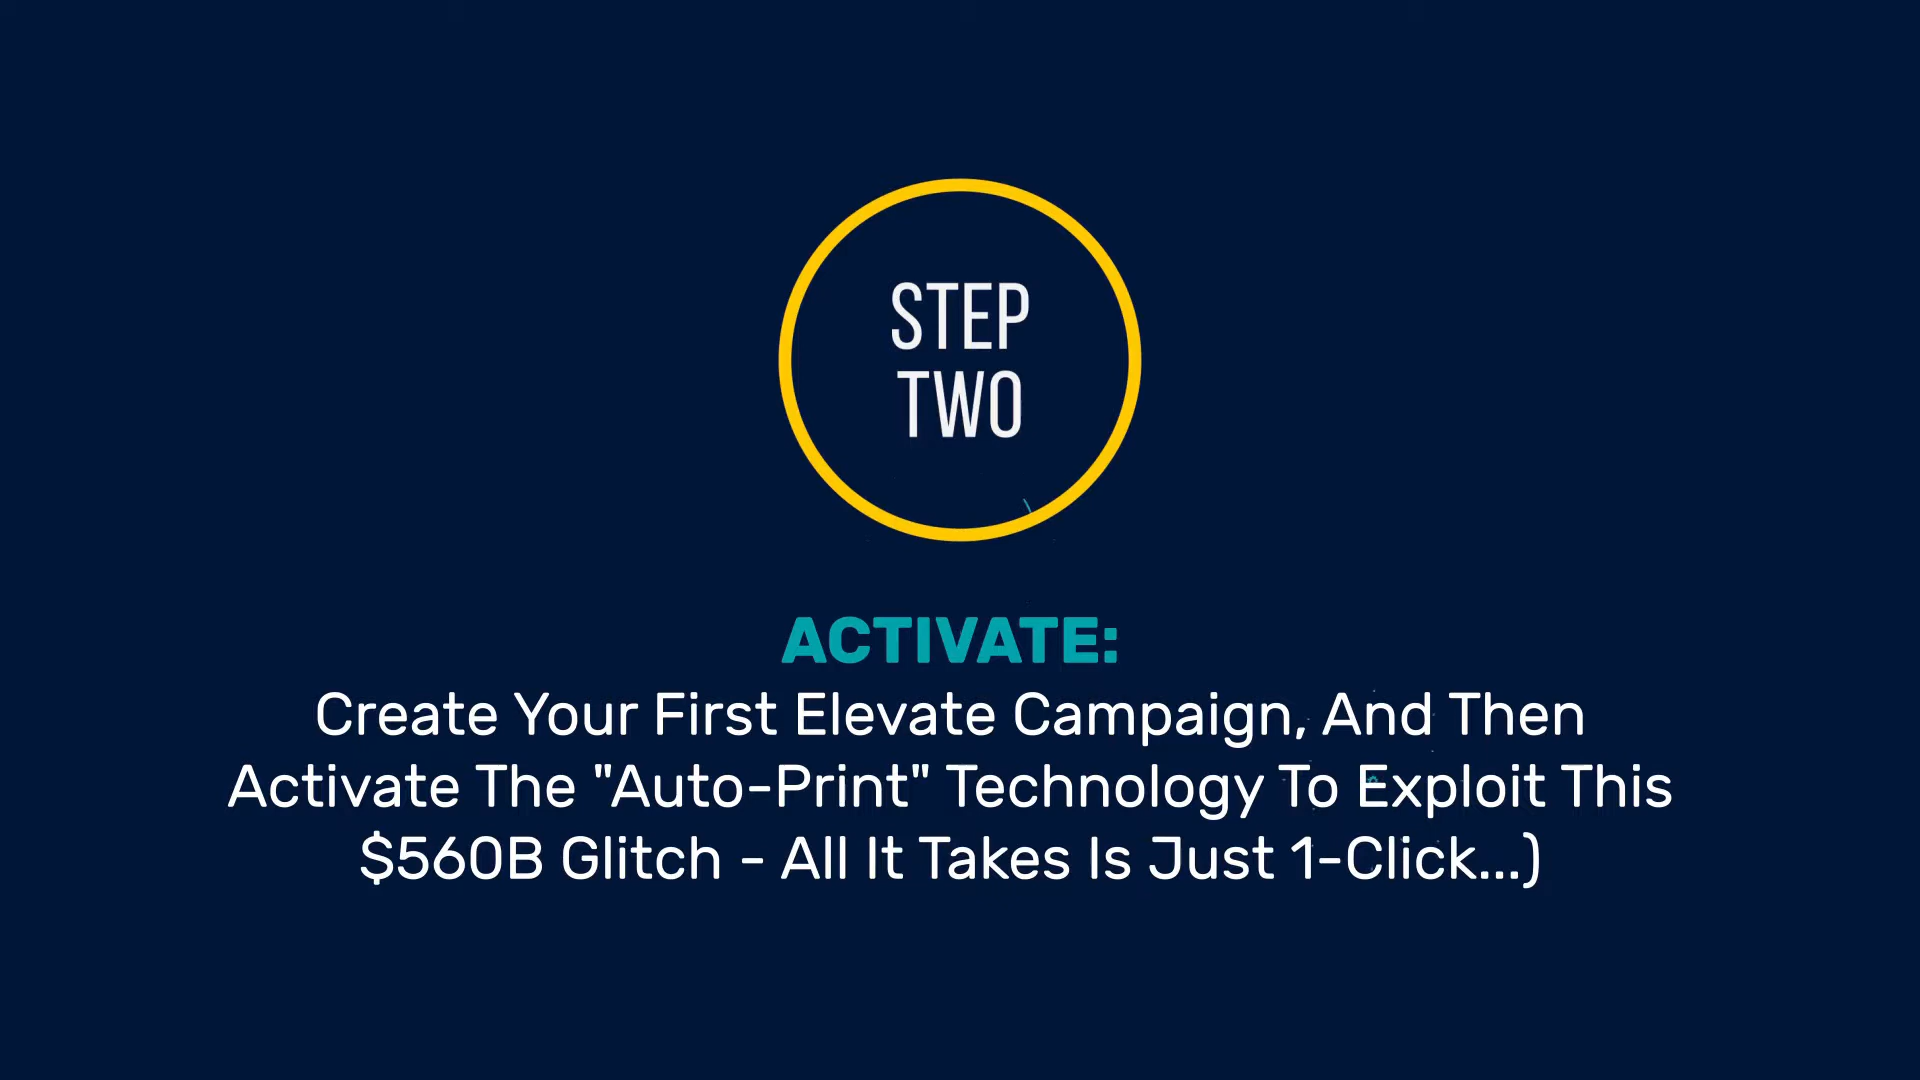 STEP
TWO
ACTIVATE:
Create Your First Elevate Campaign, And Then
Activate The "Auto-Print" Technology To Exploit This
$560B Glitch - All It Takes Is Just 1-Click...)